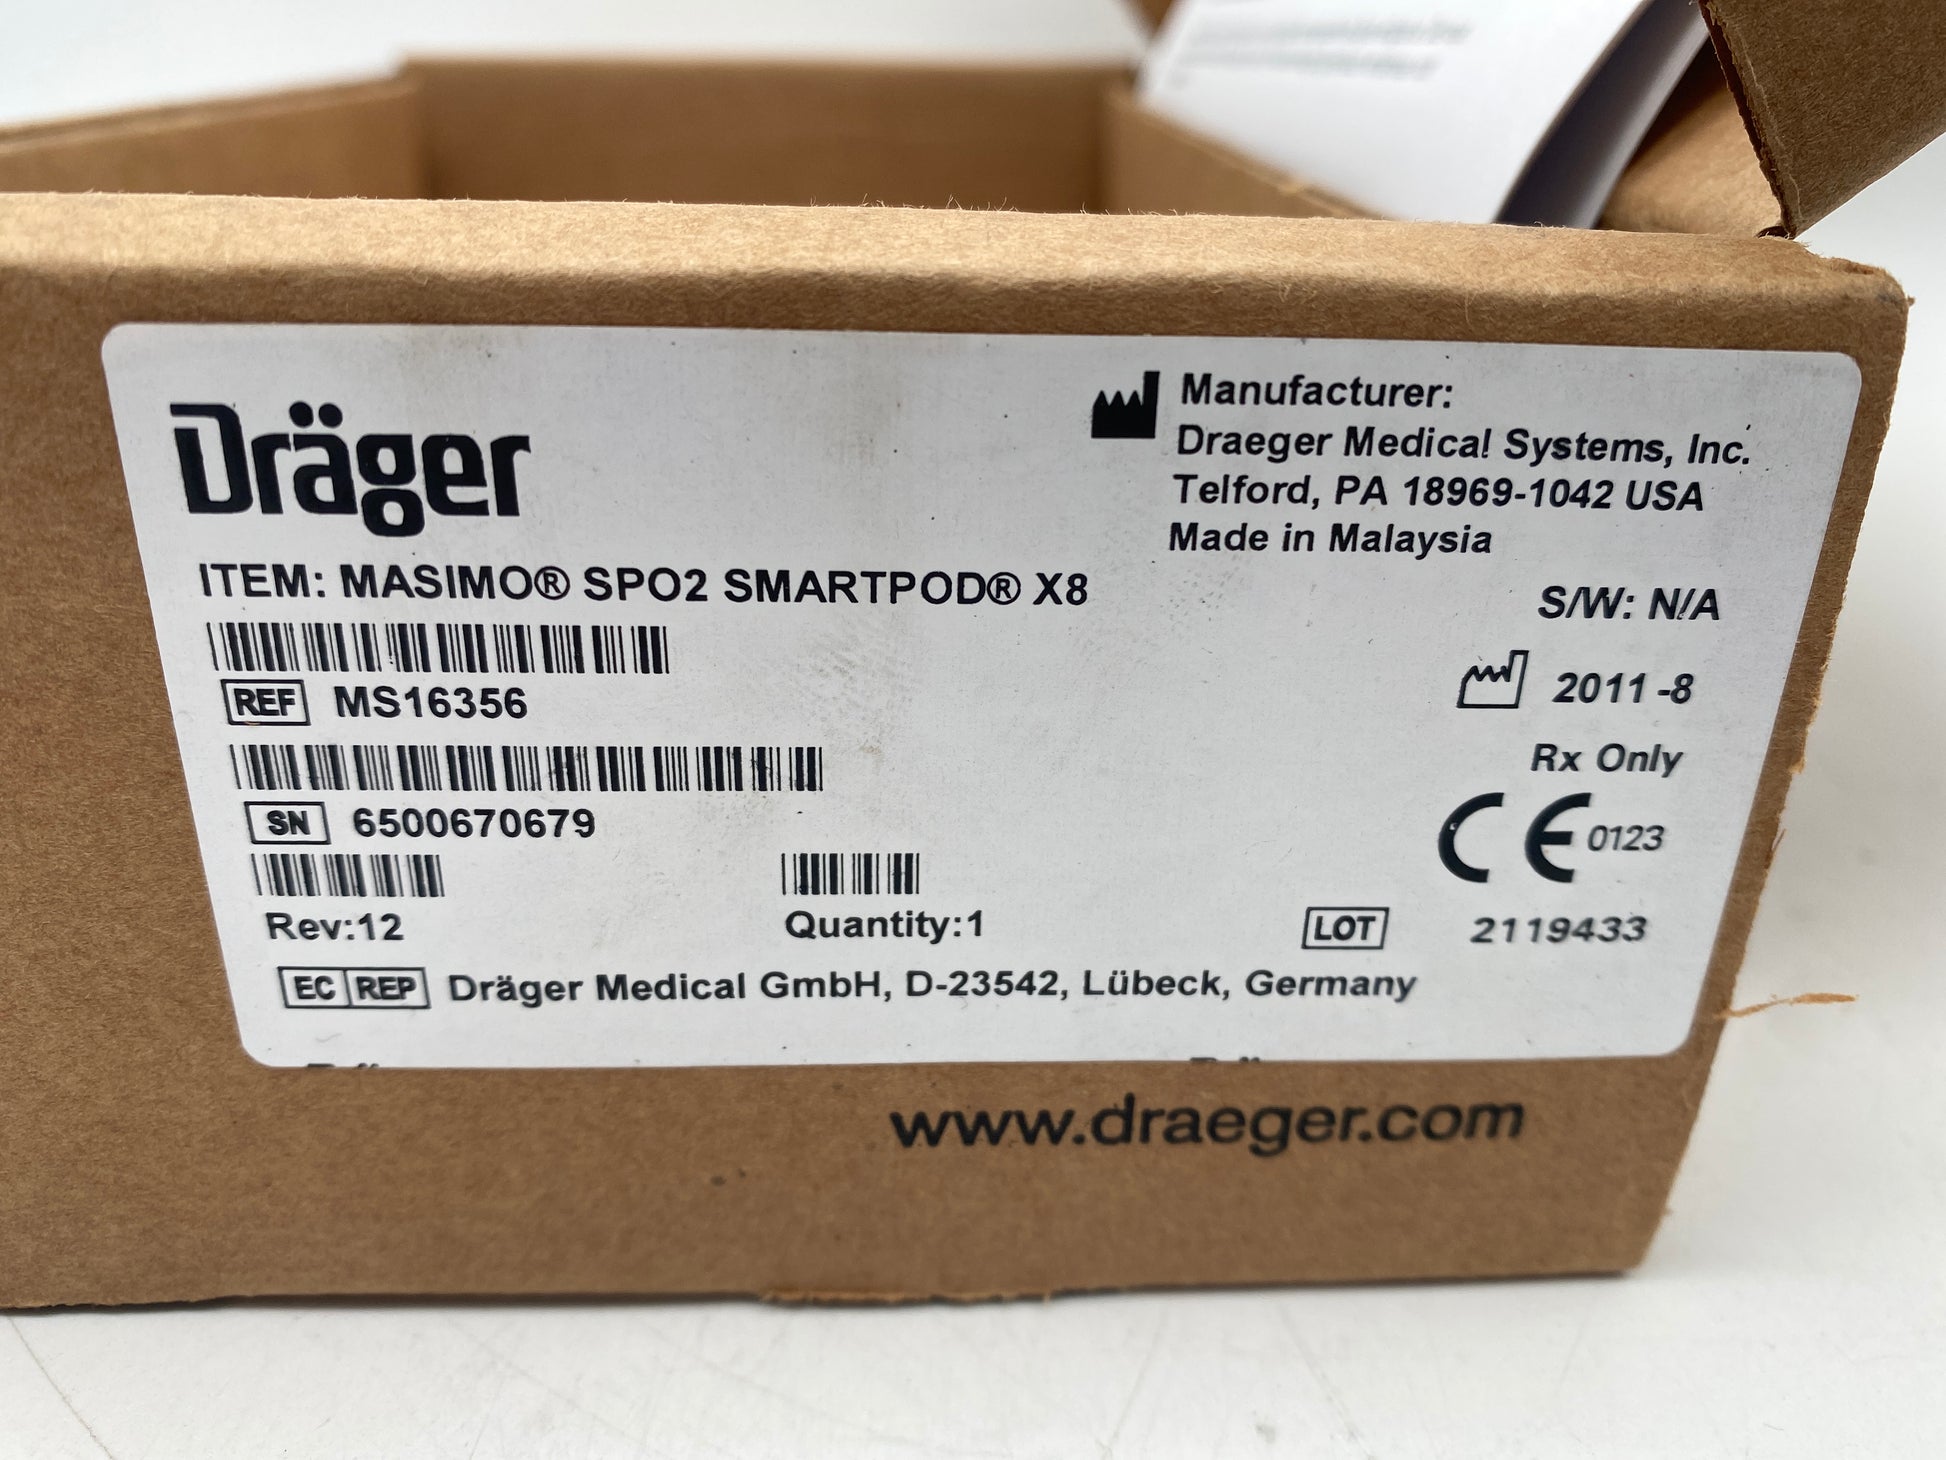 Dräger
Manufacturer:
Draeger Medical Systems, Inc.
Telford, PA 18969-1042 USA
Made in Malaysia
ITEM: MASIMO® SPO2 SMARTPOD® X8
S/W: N/A
REF MS16356
2011 -8
Rx Only
SN 6500670679
CE 0123
Rev:12
Quantity:1
LOT 2119433
EC REP Dräger Medical GmbH, D-23542, Lübeck, Germany
www.draeger.com